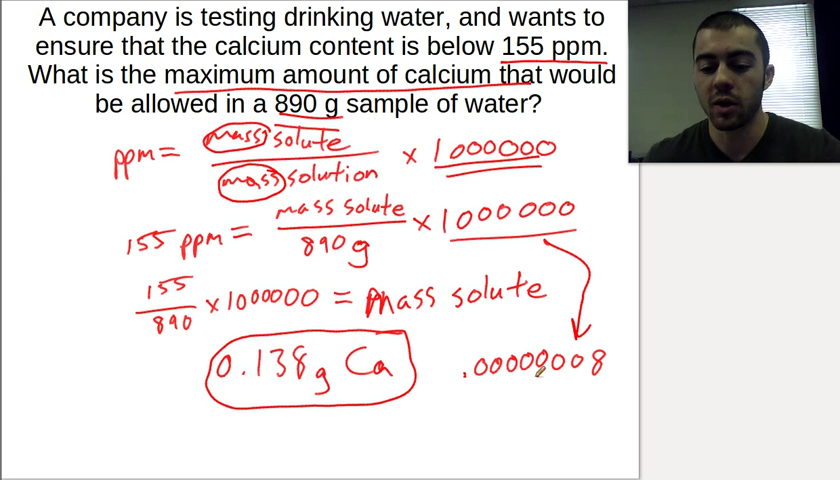 A company is testing drinking water, and wants to
ensure that the calcium content is below 155 ppm.
What is the maximum amount of calcium that would
be allowed in a 890 g sample of water?
ppm = mass solute / mass solution × 1000000
155 ppm = mass solute / 890g × 1000000
155 / 890 × 1000000 = mass solute
0.138g Ca .00000008